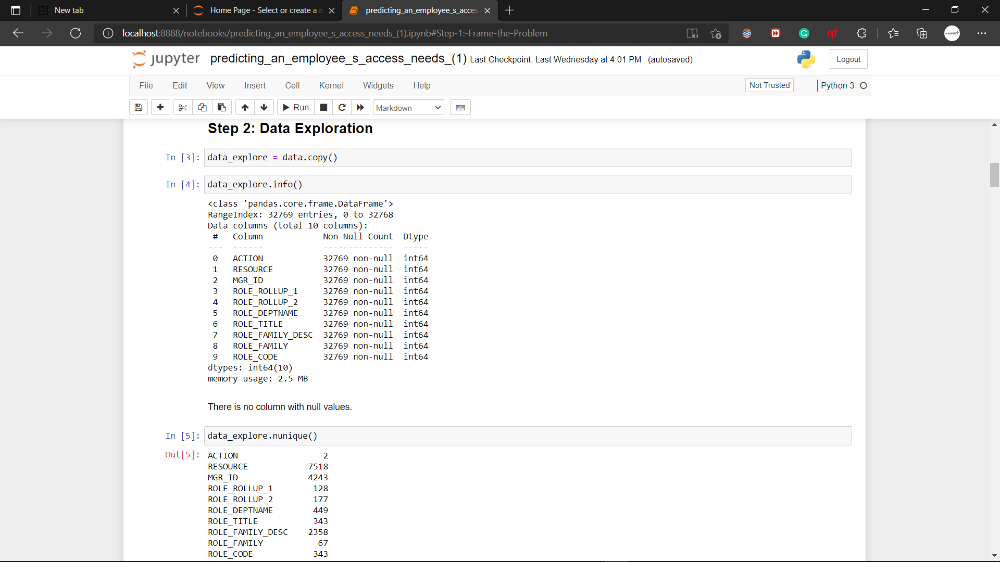 New tab
Home Page - Select or create a n
predicting_an_employee_s_acces
localhost:8888/notebooks/predicting_an_employee_s_access_needs_(1).ipynb#Step-1:-Frame-the-Problem
jupyter predicting_an_employee_s_access_needs_(1) Last Checkpoint: Last Wednesday at 4:01 PM (autosaved)
Logout
File Edit View Insert Cell Kernel Widgets Help
Not Trusted
Python 3
Run
Markdown
Step 2: Data Exploration
In [3]: data_explore = data.copy()
In [4]: data_explore.info()
<class 'pandas.core.frame.DataFrame'>
RangeIndex: 32769 entries, 0 to 32768
Data columns (total 10 columns):
 #   Column            Non-Null Count  Dtype
---  ------            --------------  -----
 0   ACTION            32769 non-null  int64
 1   RESOURCE          32769 non-null  int64
 2   MGR_ID            32769 non-null  int64
 3   ROLE_ROLLUP_1     32769 non-null  int64
 4   ROLE_ROLLUP_2     32769 non-null  int64
 5   ROLE_DEPTNAME     32769 non-null  int64
 6   ROLE_TITLE        32769 non-null  int64
 7   ROLE_FAMILY_DESC  32769 non-null  int64
 8   ROLE_FAMILY       32769 non-null  int64
 9   ROLE_CODE         32769 non-null  int64
dtypes: int64(10)
memory usage: 2.5 MB
There is no column with null values.
In [5]: data_explore.nunique()
Out[5]: ACTION                 2
RESOURCE            7518
MGR_ID              4243
ROLE_ROLLUP_1        128
ROLE_ROLLUP_2        177
ROLE_DEPTNAME        449
ROLE_TITLE           343
ROLE_FAMILY_DESC    2358
ROLE_FAMILY           67
ROLE_CODE            343